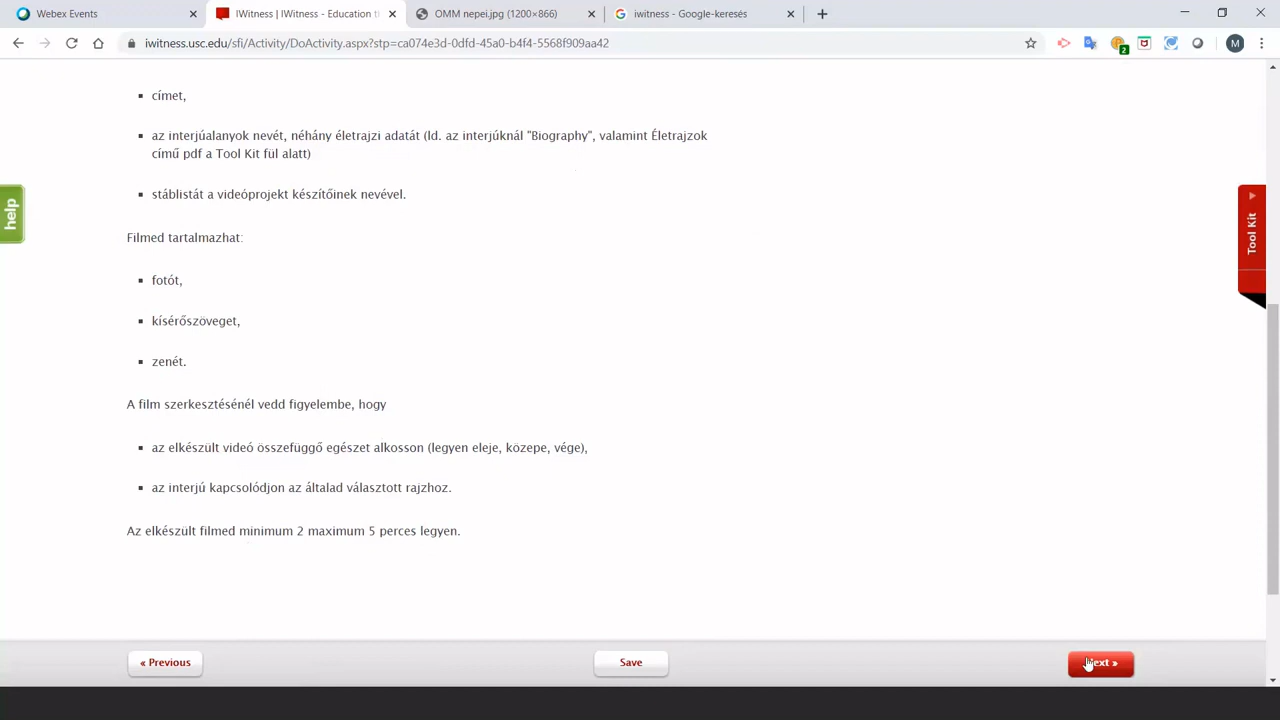 Webex Events
IWitness | IWitness - Education t
OMM nepei.jpg (1200×866)
iwitness - Google-keresés
iwitness.usc.edu/sfi/Activity/DoActivity.aspx?stp=ca074e3d-0dfd-45a0-b4f4-5568f909aa42
2
M
címet,
az interjúalanyok nevét, néhány életrajzi adatát (ld. az interjúknál "Biography", valamint Életrajzok
című pdf a Tool Kit fül alatt)
stáblistát a videóprojekt készítőinek nevével.
help
Tool Kit
Filmed tartalmazhat:
fotót,
kísérőszöveget,
zenét.
A film szerkesztésénél vedd figyelembe, hogy
az elkészült videó összefüggő egészet alkosson (legyen eleje, közepe, vége),
az interjú kapcsolódjon az általad választott rajzhoz.
Az elkészült filmed minimum 2 maximum 5 perces legyen.
« Previous
Save
Next »